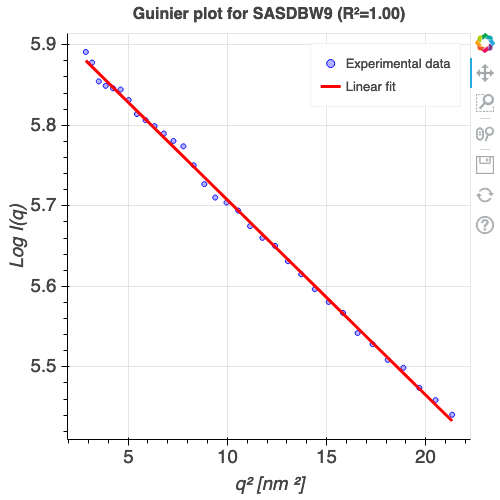 Guinier plot for SASDBW9 (R²=1.00)
5.9
Experimental data
Linear fit
5.8
5.7
5.6
5.5
Log I(q)
5
10
15
20
q² [nm ²]